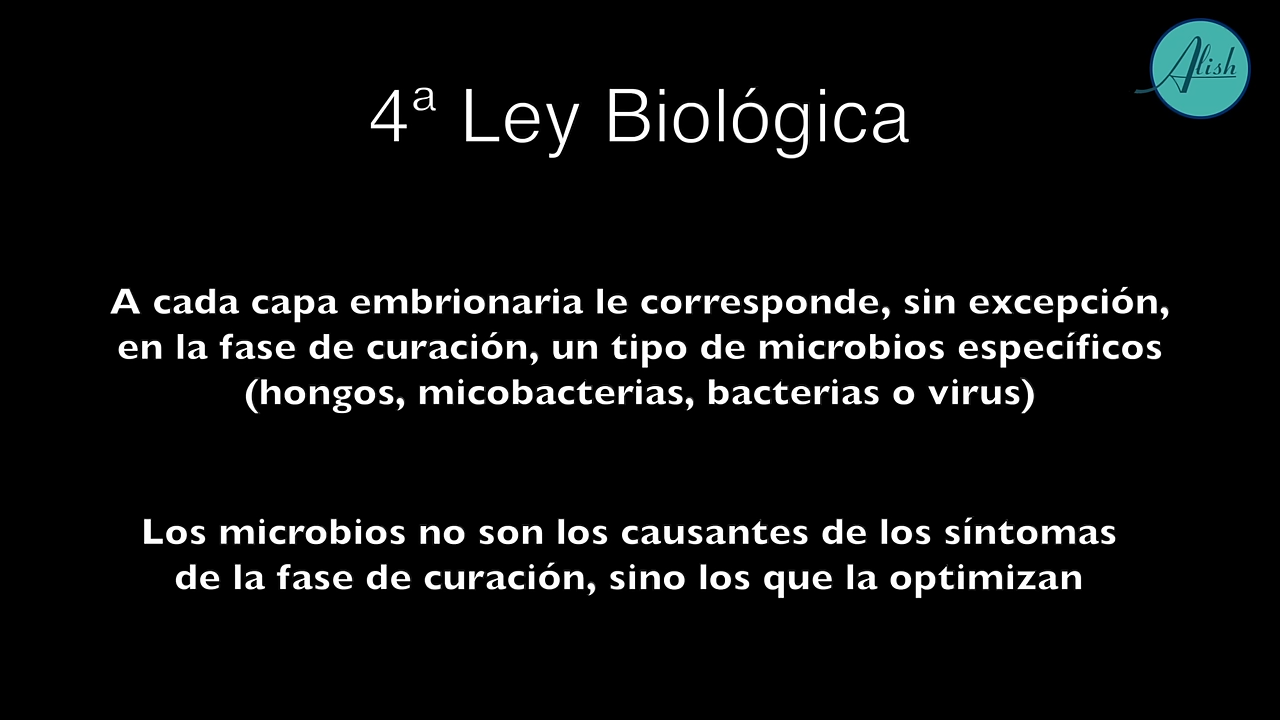 Alish
4ª Ley Biológica
A cada capa embrionaria le corresponde, sin excepción,
en la fase de curación, un tipo de microbios específicos
(hongos, micobacterias, bacterias o virus)
Los microbios no son los causantes de los síntomas
de la fase de curación, sino los que la optimizan